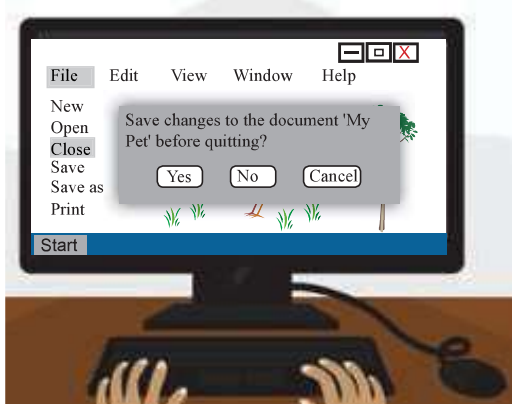 X
File Edit View Window Help
New
Open
Close
Save
Save as
Print
Save changes to the document 'My
Pet' before quitting?
Yes No Cancel
Start